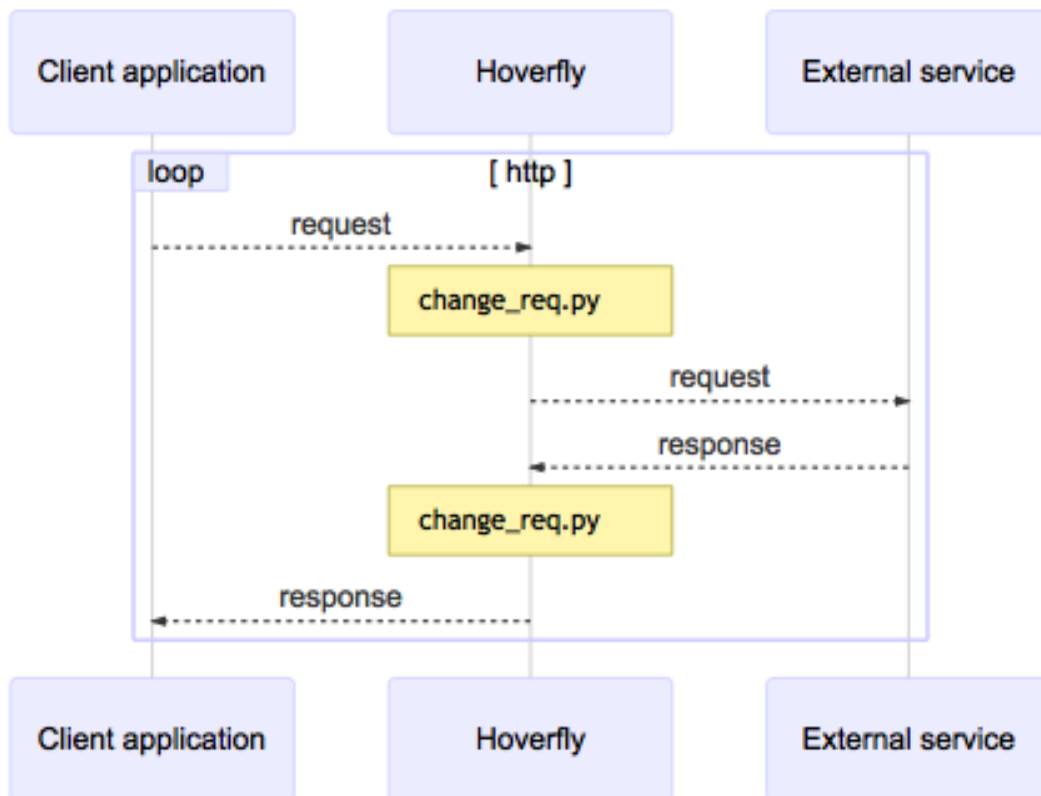 Client application
Hoverfly
External service
loop
[ http ]
request
change_req.py
request
response
change_req.py
response
Client application
Hoverfly
External service